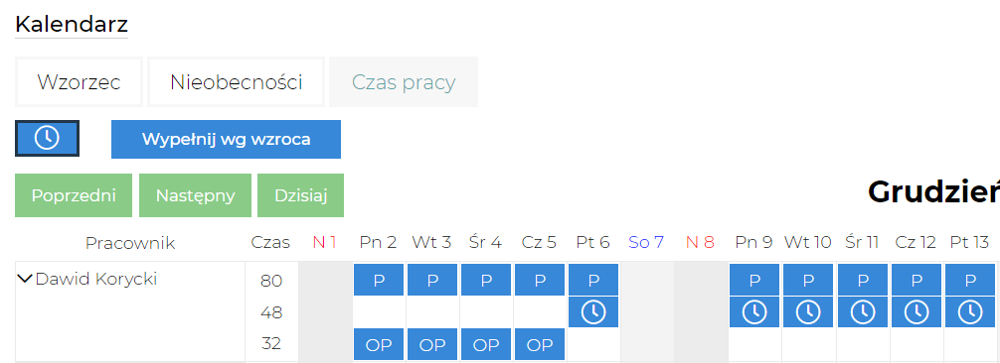 Kalendarz
Wzorzec Nieobecności Czas pracy
Wypełnij wg wzroca
Poprzedni Następny Dzisiaj
Grudzień
Pracownik Czas N 1 Pn 2 Wt 3 Śr 4 Cz 5 Pt 6 So 7 N 8 Pn 9 Wt 10 Śr 11 Cz 12 Pt 13
Dawid Korycki 80 P P P P P P P P P P
48
32 OP OP OP OP